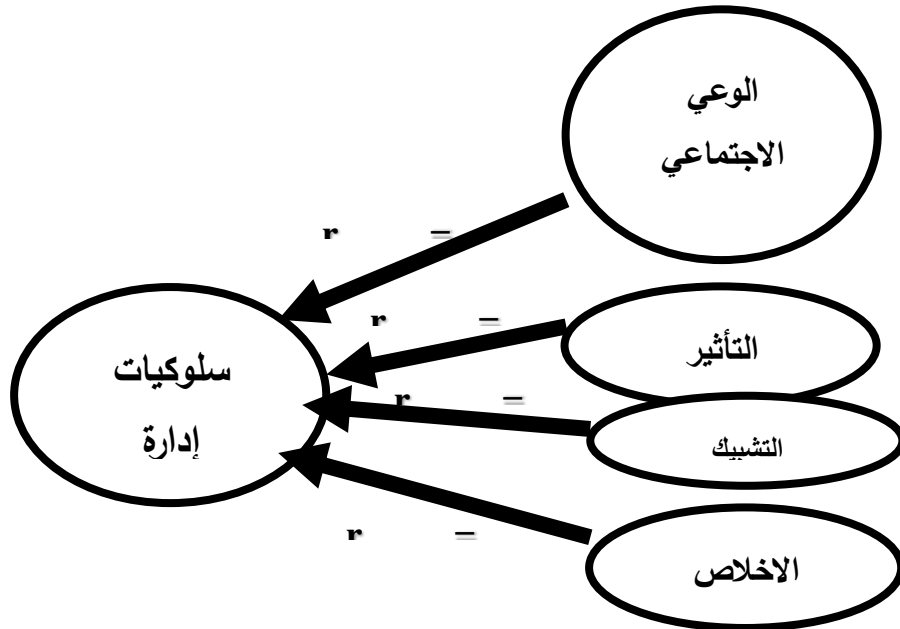 الوعي
الاجتماعي
r =
r =
التأثير
سلوكيات
إدارة
r =
التشبيك
r =
الاخلاص